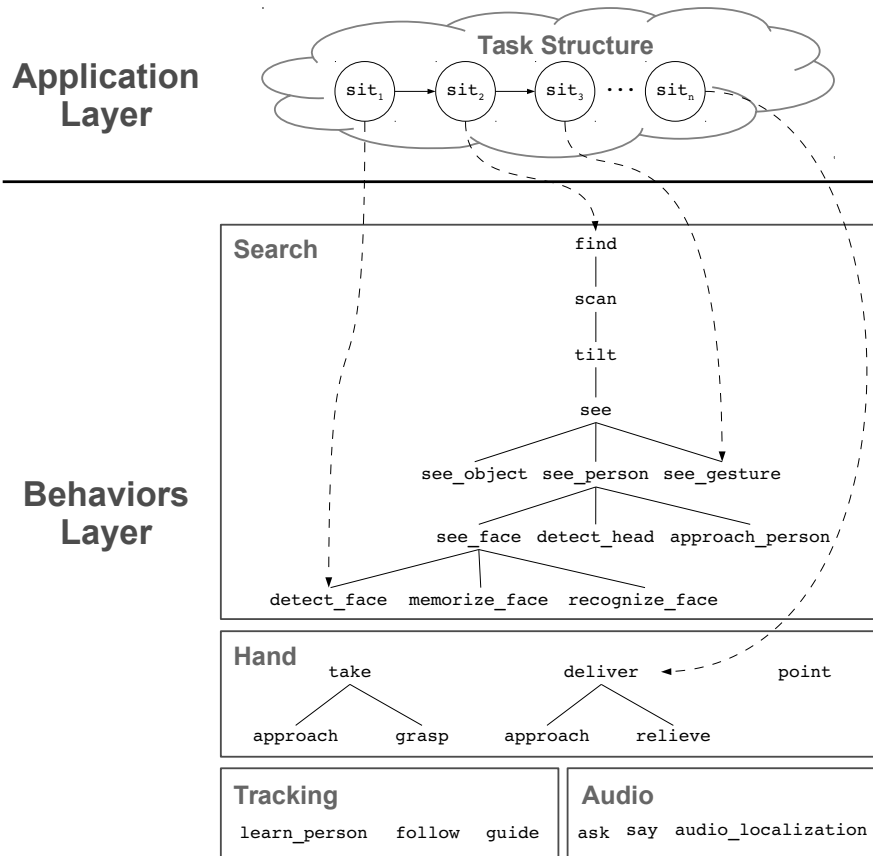 Task Structure
Application
Layer
sit1 sit2 sit3 ... sitn
Search
find
scan
tilt
see
see_object see_person see_gesture
Behaviors
Layer
see_face detect_head approach_person
detect_face memorize_face recognize_face
Hand
take deliver point
approach grasp approach relieve
Tracking
learn_person follow guide
Audio
ask say audio_localization